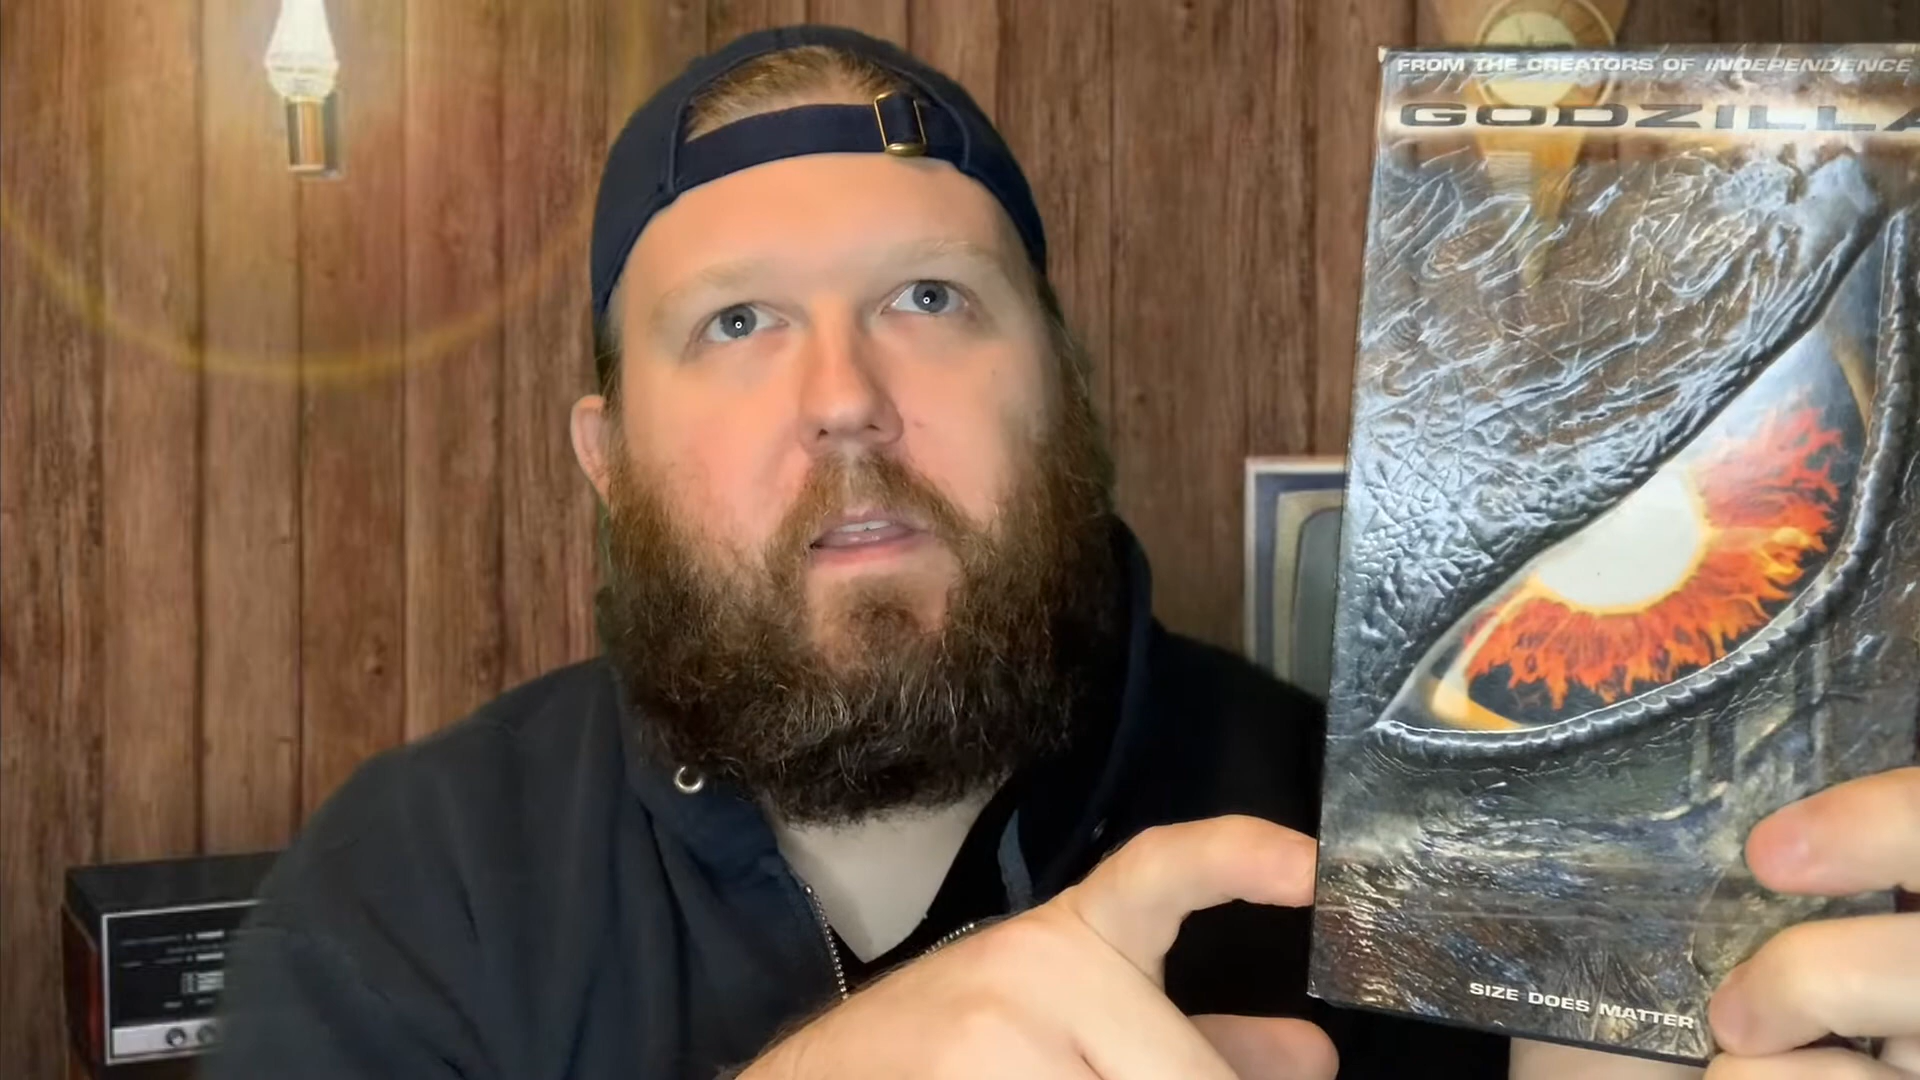 FROM THE CREATORS OF INDEPENDENCE
GODZILLA
SIZE DOES MATTER